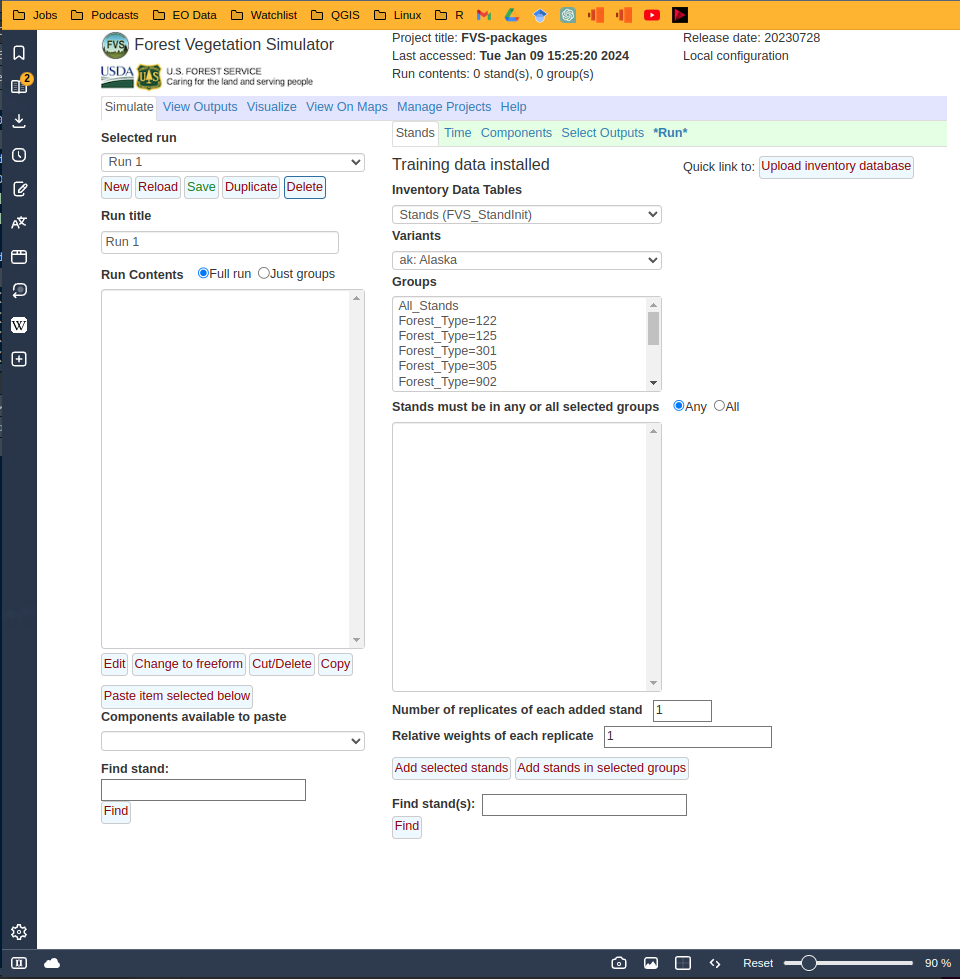 Jobs Podcasts EO Data Watchlist QGIS Linux R
FVS Forest Vegetation Simulator
USDA UAS U.S. FOREST SERVICE
Caring for the land and serving people
Project title: FVS-packages
Last accessed: Tue Jan 09 15:25:20 2024
Run contents: 0 stand(s), 0 group(s)
Release date: 20230728
Local configuration
2
W
Simulate View Outputs Visualize View On Maps Manage Projects Help
Selected run
Run 1
New Reload Save Duplicate Delete
Run title
Run 1
Run Contents Full run Just groups
Edit Change to freeform Cut/Delete Copy
Paste item selected below
Components available to paste
Find stand:
Find
Stands Time Components Select Outputs *Run*
Training data installed
Quick link to: Upload inventory database
Inventory Data Tables
Stands (FVS_StandInit)
Variants
ak: Alaska
Groups
All_Stands
Forest_Type=122
Forest_Type=125
Forest_Type=301
Forest_Type=305
Forest_Type=902
Stands must be in any or all selected groups Any All
Number of replicates of each added stand 1
Relative weights of each replicate 1
Add selected stands Add stands in selected groups
Find stand(s):
Find
Reset 90 %